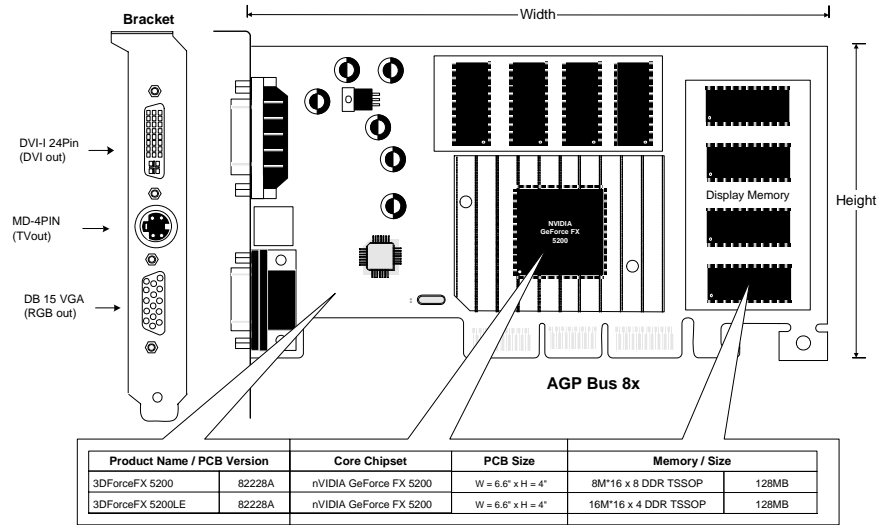 Width
Bracket
DVI-I 24Pin
(DVI out)
MD-4PIN
(TVout)
DB 15 VGA
(RGB out)
NVIDIA
GeForce FX
5200
Display Memory
Height
AGP Bus 8x
Product Name / PCB Version Core Chipset PCB Size Memory / Size
3DForceFX 5200 82228A nVIDIA GeForce FX 5200 W = 6.6" x H = 4" 8M*16 x 8 DDR TSSOP 128MB
3DForceFX 5200LE 82228A nVIDIA GeForce FX 5200 W = 6.6" x H = 4" 16M*16 x 4 DDR TSSOP 128MB